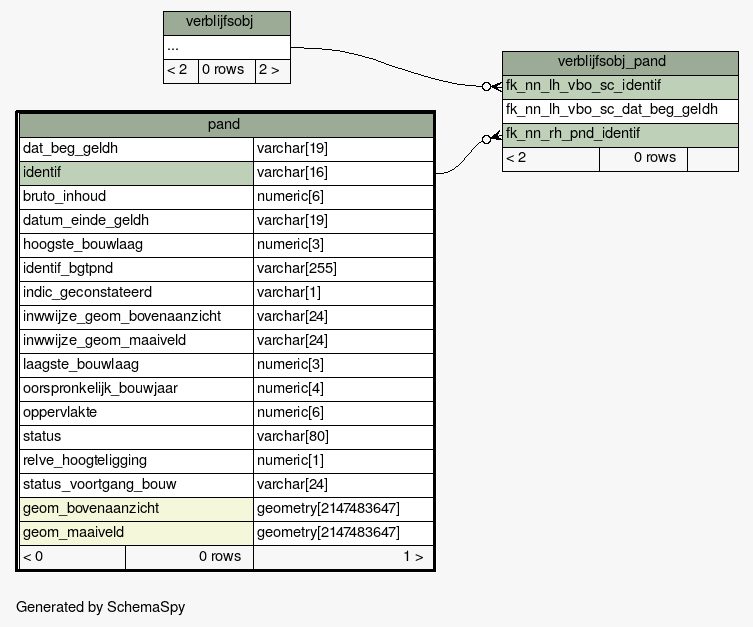 verblijfsobj
...
< 2 0 rows 2 >
verblijfsobj_pand
fk_nn_lh_vbo_sc_identif
fk_nn_lh_vbo_sc_dat_beg_geldh
fk_nn_rh_pnd_identif
< 2 0 rows
pand
dat_beg_geldh varchar[19]
identif varchar[16]
bruto_inhoud numeric[6]
datum_einde_geldh varchar[19]
hoogste_bouwlaag numeric[3]
identif_bgtpnd varchar[255]
indic_geconstateerd varchar[1]
inwwijze_geom_bovenaanzicht varchar[24]
inwwijze_geom_maaiveld varchar[24]
laagste_bouwlaag numeric[3]
oorspronkelijk_bouwjaar numeric[4]
oppervlakte numeric[6]
status varchar[80]
relve_hoogteligging numeric[1]
status_voortgang_bouw varchar[24]
geom_bovenaanzicht geometry[2147483647]
geom_maaiveld geometry[2147483647]
< 0 0 rows 1 >
Generated by SchemaSpy